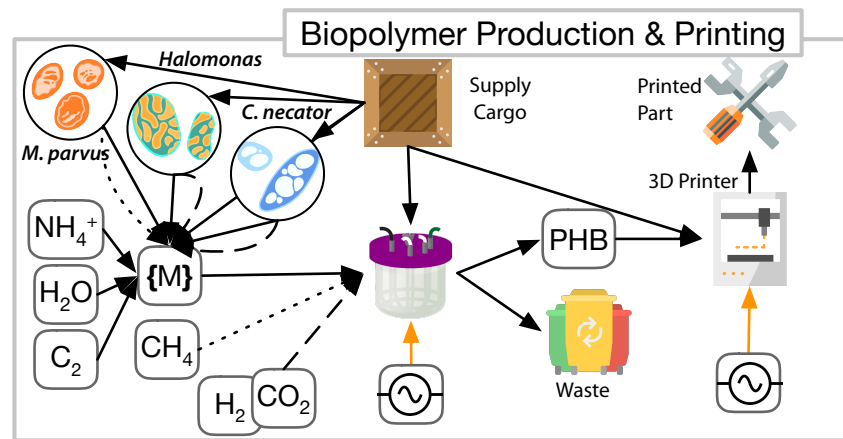 Biopolymer Production & Printing
Halomonas
C. necator
M. parvus
Supply
Cargo
Printed
Part
3D Printer
NH₄⁺
H₂O
C₂
{M}
CH₄
H₂
CO₂
PHB
Waste